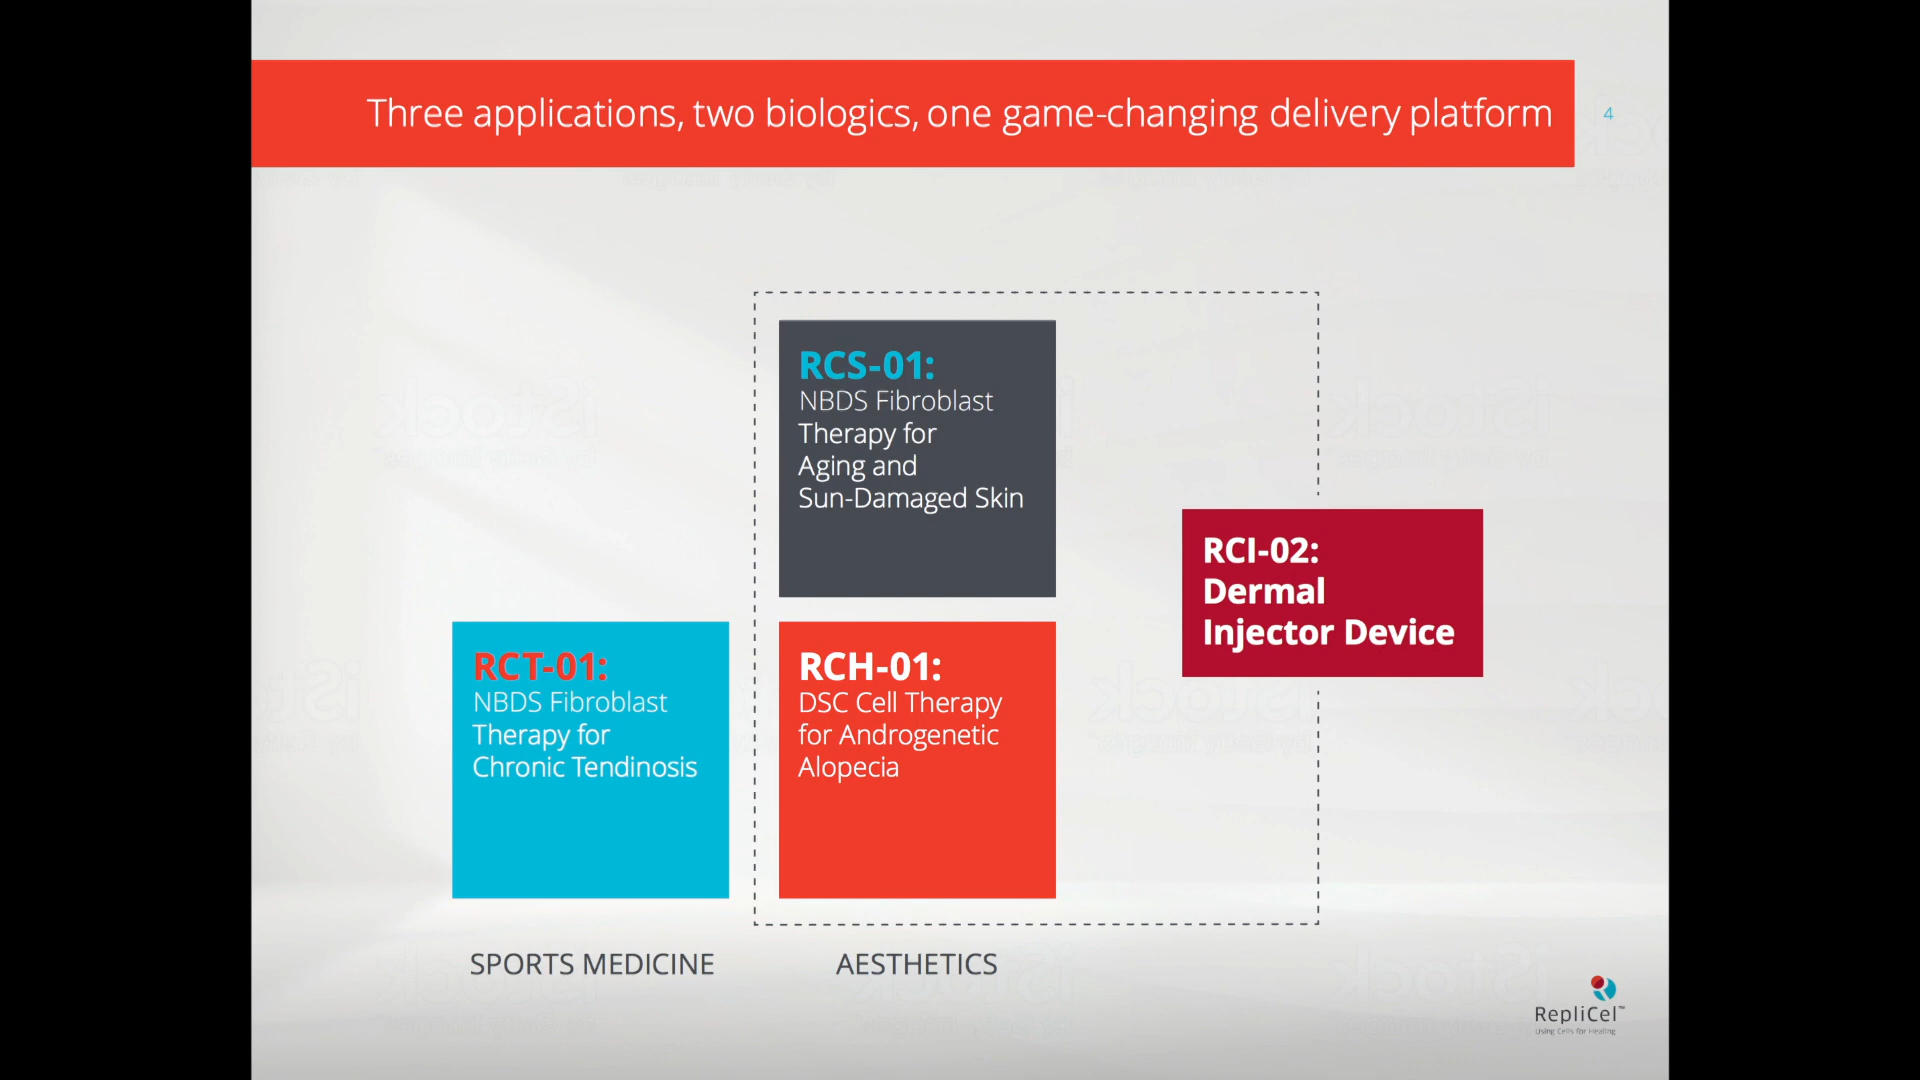 Three applications, two biologics, one game-changing delivery platform
4
RCS-01:
NBDS Fibroblast
Therapy for
Aging and
Sun-Damaged Skin
RCI-02:
Dermal
Injector Device
RCT-01:
NBDS Fibroblast
Therapy for
Chronic Tendinosis
RCH-01:
DSC Cell Therapy
for Androgenetic
Alopecia
SPORTS MEDICINE
AESTHETICS
RepliCel™
Using Cells for Healing